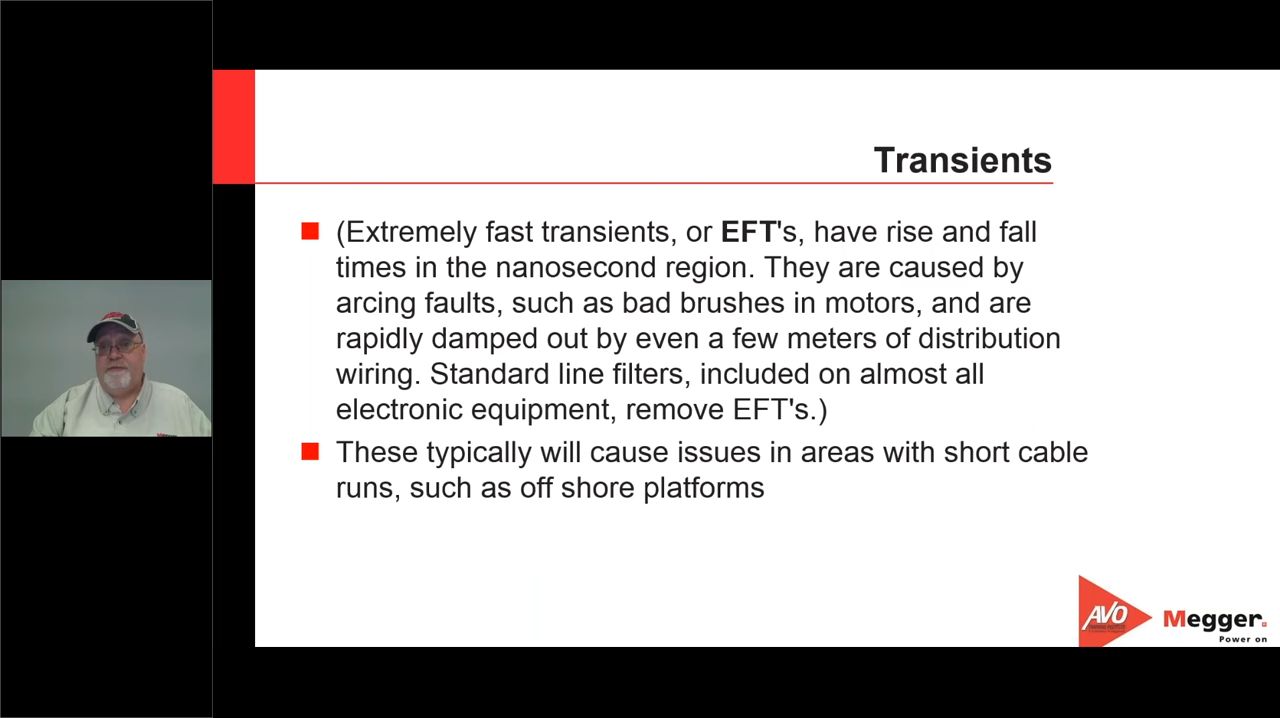 Transients
(Extremely fast transients, or EFT's, have rise and fall
times in the nanosecond region. They are caused by
arcing faults, such as bad brushes in motors, and are
rapidly damped out by even a few meters of distribution
wiring. Standard line filters, included on almost all
electronic equipment, remove EFT's.)
These typically will cause issues in areas with short cable
runs, such as off shore platforms
AVO
Megger
Power on